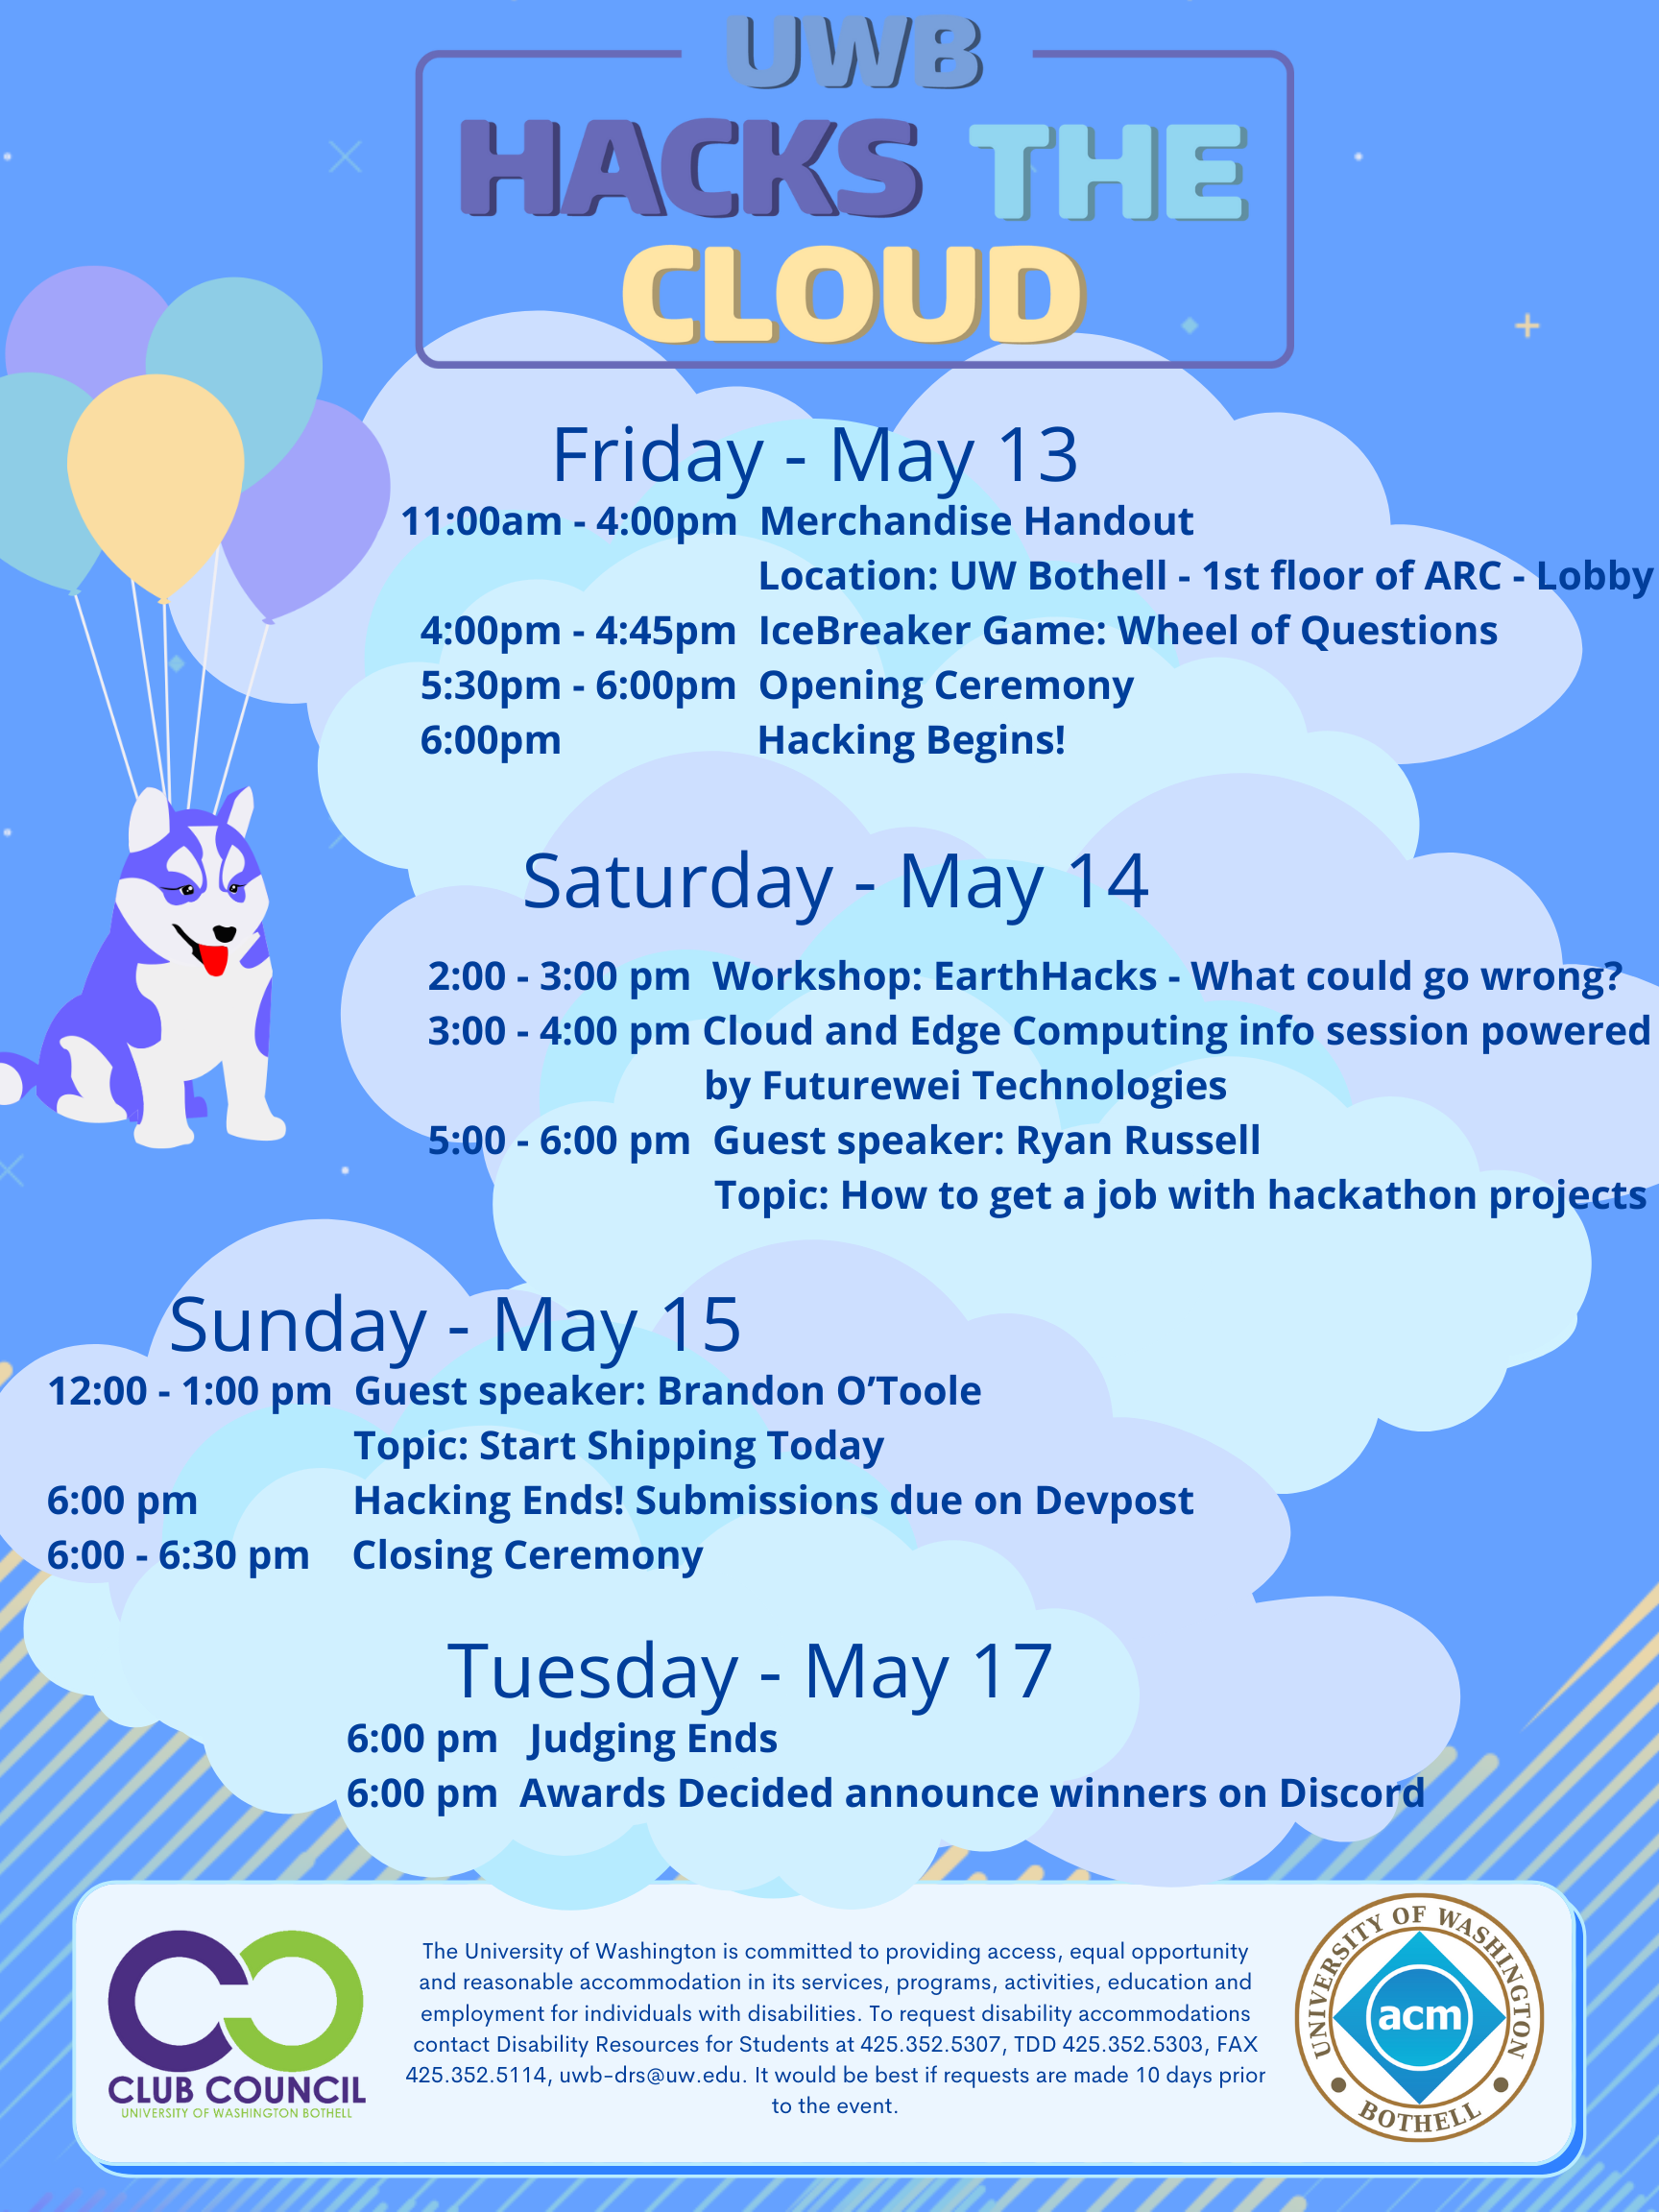 UWB
HACKS THE
CLOUD
Friday - May 13
11:00am - 4:00pm Merchandise Handout
Location: UW Bothell - 1st floor of ARC - Lobby
4:00pm - 4:45pm IceBreaker Game: Wheel of Questions
5:30pm - 6:00pm Opening Ceremony
6:00pm Hacking Begins!
Saturday - May 14
2:00 - 3:00 pm Workshop: EarthHacks - What could go wrong?
3:00 - 4:00 pm Cloud and Edge Computing info session powered
by Futurewei Technologies
5:00 - 6:00 pm Guest speaker: Ryan Russell
Topic: How to get a job with hackathon projects
Sunday - May 15
12:00 - 1:00 pm Guest speaker: Brandon O’Toole
Topic: Start Shipping Today
6:00 pm Hacking Ends! Submissions due on Devpost
6:00 - 6:30 pm Closing Ceremony
Tuesday - May 17
6:00 pm Judging Ends
6:00 pm Awards Decided announce winners on Discord
CLUB COUNCIL
UNIVERSITY OF WASHINGTON BOTHELL
The University of Washington is committed to providing access, equal opportunity
and reasonable accommodation in its services, programs, activities, education and
employment for individuals with disabilities. To request disability accommodations
contact Disability Resources for Students at 425.352.5307, TDD 425.352.5303, FAX
425.352.5114, uwb-drs@uw.edu. It would be best if requests are made 10 days prior
to the event.
UNIVERSITY OF WASHINGTON
acm
BOTHELL